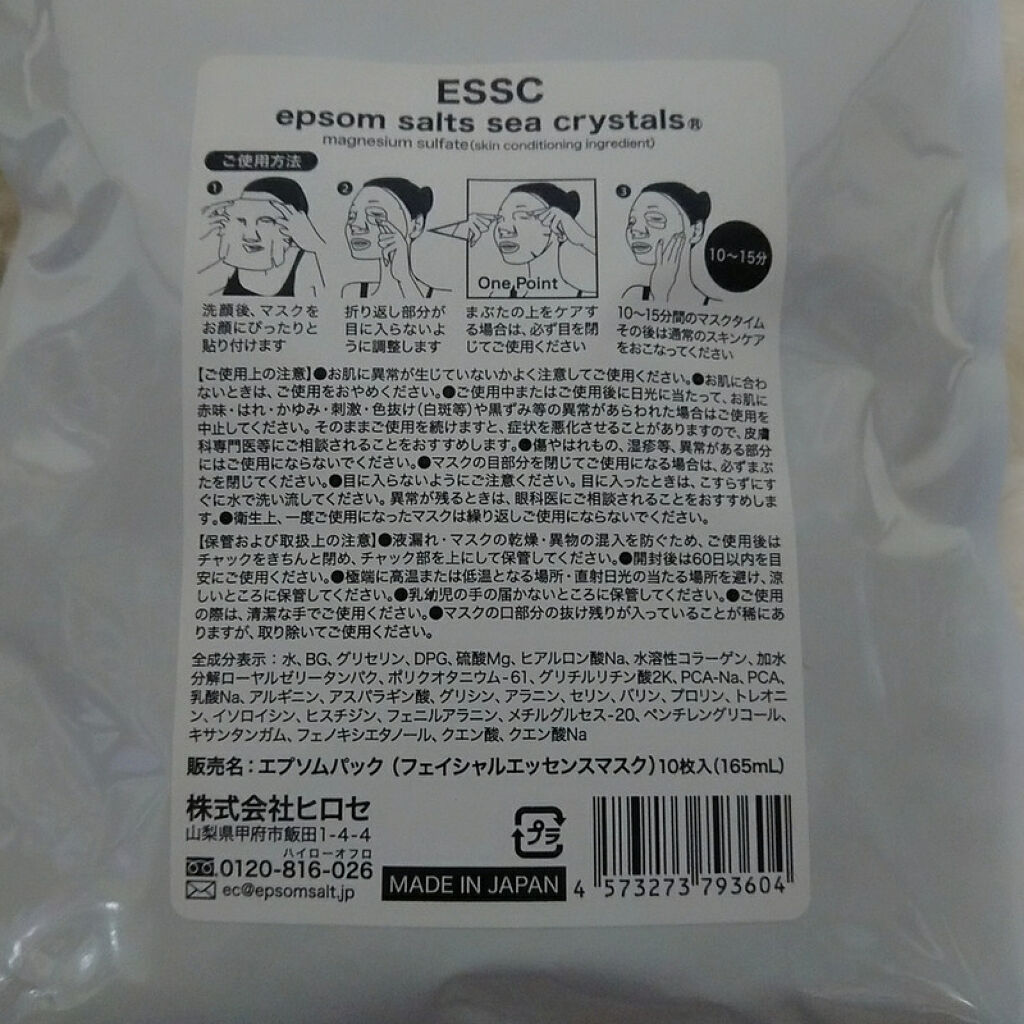 ESSC
epsom salts sea crystals®
magnesium sulfate(skin conditioning ingredient)
ご使用方法
❶
洗顔後、マスクを
お顔にぴったりと
貼り付けます
❷
折り返し部分が
目に入らないよ
うに調整します
One Point
まぶたの上をケアす
る場合は、必ず目を閉
じてご使用ください
❸
10〜15分
10〜15分間のマスクタイム
その後は通常のスキンケア
をおこなってください
【ご使用上の注意】●お肌に異常が生じていないかよく注意してご使用ください。●お肌に合わ
ないときは、ご使用をおやめください。●ご使用中またはご使用後に日光に当たって、お肌に
赤味・はれ・かゆみ・刺激・色抜け(白斑等)や黒ずみ等の異常があらわれた場合はご使用を
中止してください。そのままご使用を続けますと、症状を悪化させることがありますので、皮膚
科専門医等にご相談されることをおすすめします。●傷やはれもの、湿疹等、異常がある部分
にはご使用にならないでください。●マスクの目部分を閉じてご使用になる場合は、必ずまぶ
たを閉じてください。●目に入らないようにご注意ください。目に入ったときは、こすらずにす
ぐに水で洗い流してください。異常が残るときは、眼科医にご相談されることをおすすめしま
す。●衛生上、一度ご使用になったマスクは繰り返しご使用にならないでください。
【保管および取扱上の注意】●液漏れ・マスクの乾燥・異物の混入を防ぐため、ご使用後は
チャックをきちんと閉め、チャック部を上にして保管してください。●開封後は60日以内を目
安にご使用ください。●極端に高温または低温となる場所・直射日光の当たる場所を避け、涼
しいところに保管してください。●乳幼児の手の届かないところに保管してください。●ご使用
の際は、清潔な手でご使用ください。●マスクの口部分の抜け残りが入っていることが稀にあ
りますが、取り除いてご使用ください。
全成分表示：水、BG、グリセリン、DPG、硫酸Mg、ヒアルロン酸Na、水溶性コラーゲン、加水
分解ローヤルゼリータンパク、ポリクオタニウム-61、グリチルリチン酸2K、PCA-Na、PCA、
乳酸Na、アルギニン、アスパラギン酸、グリシン、アラニン、セリン、バリン、プロリン、トレオニ
ン、イソロイシン、ヒスチジン、フェニルアラニン、メチルグルセス-20、ペンチレングリコール、
キサンタンガム、フェノキシエタノール、クエン酸、クエン酸Na
販売名：エプソムパック（フェイシャルエッセンスマスク）10枚入(165mL)
株式会社ヒロセ
山梨県甲府市飯田1-4-4
ハイローオフロ
0120-816-026
ec@epsomsalt.jp
プラ
MADE IN JAPAN
4 573273 793604